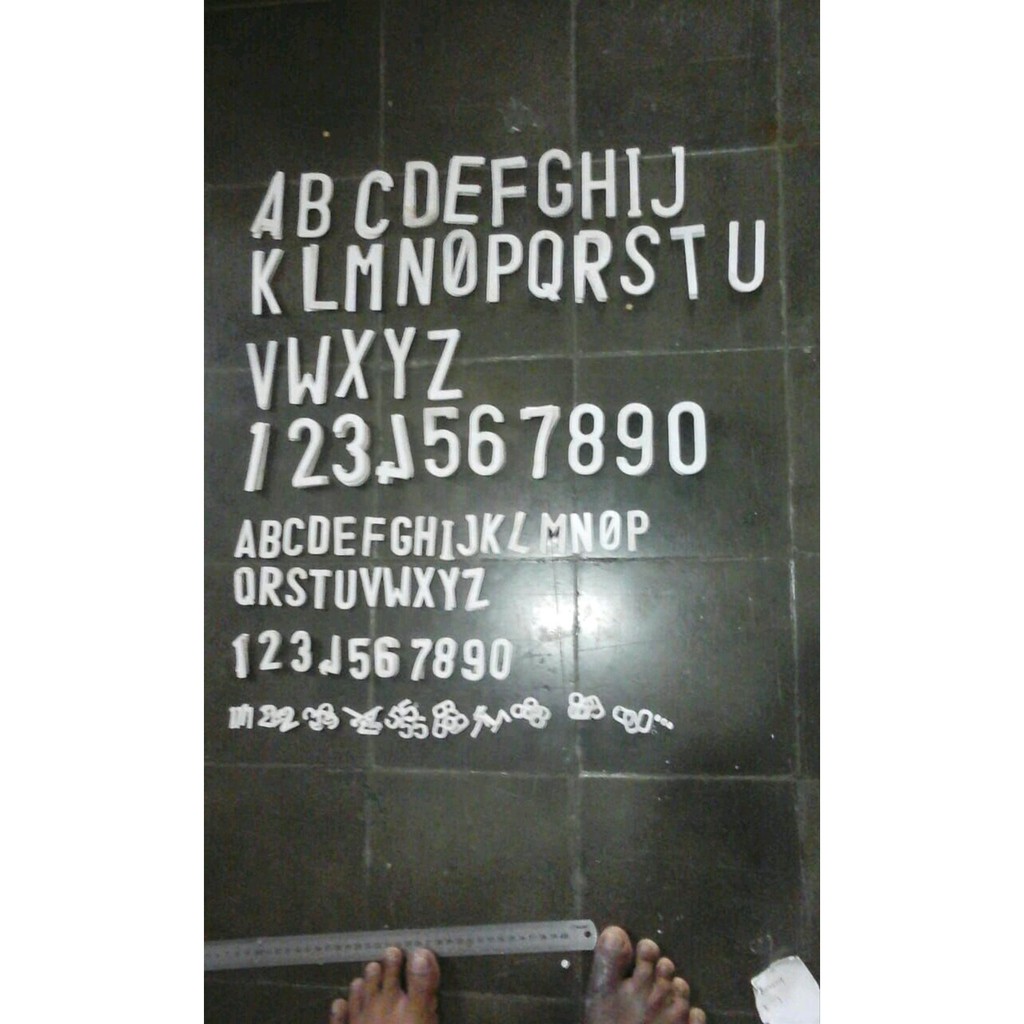 ABCDEFGHIJ
KLMNØPQRSTU
VWXYZ
1234567890
ABCDEFGHIJKLMNØP
QRSTUVWXYZ
1234567890